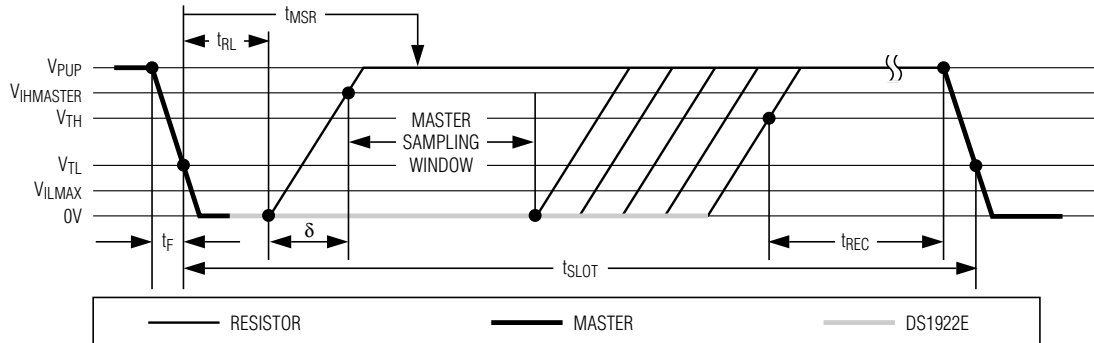 tMSR
tRL
VPUP
VIHMASTER
VTH
MASTER
SAMPLING
WINDOW
VTL
VILMAX
0V
tF
δ
tREC
tSLOT
RESISTOR MASTER DS1922E